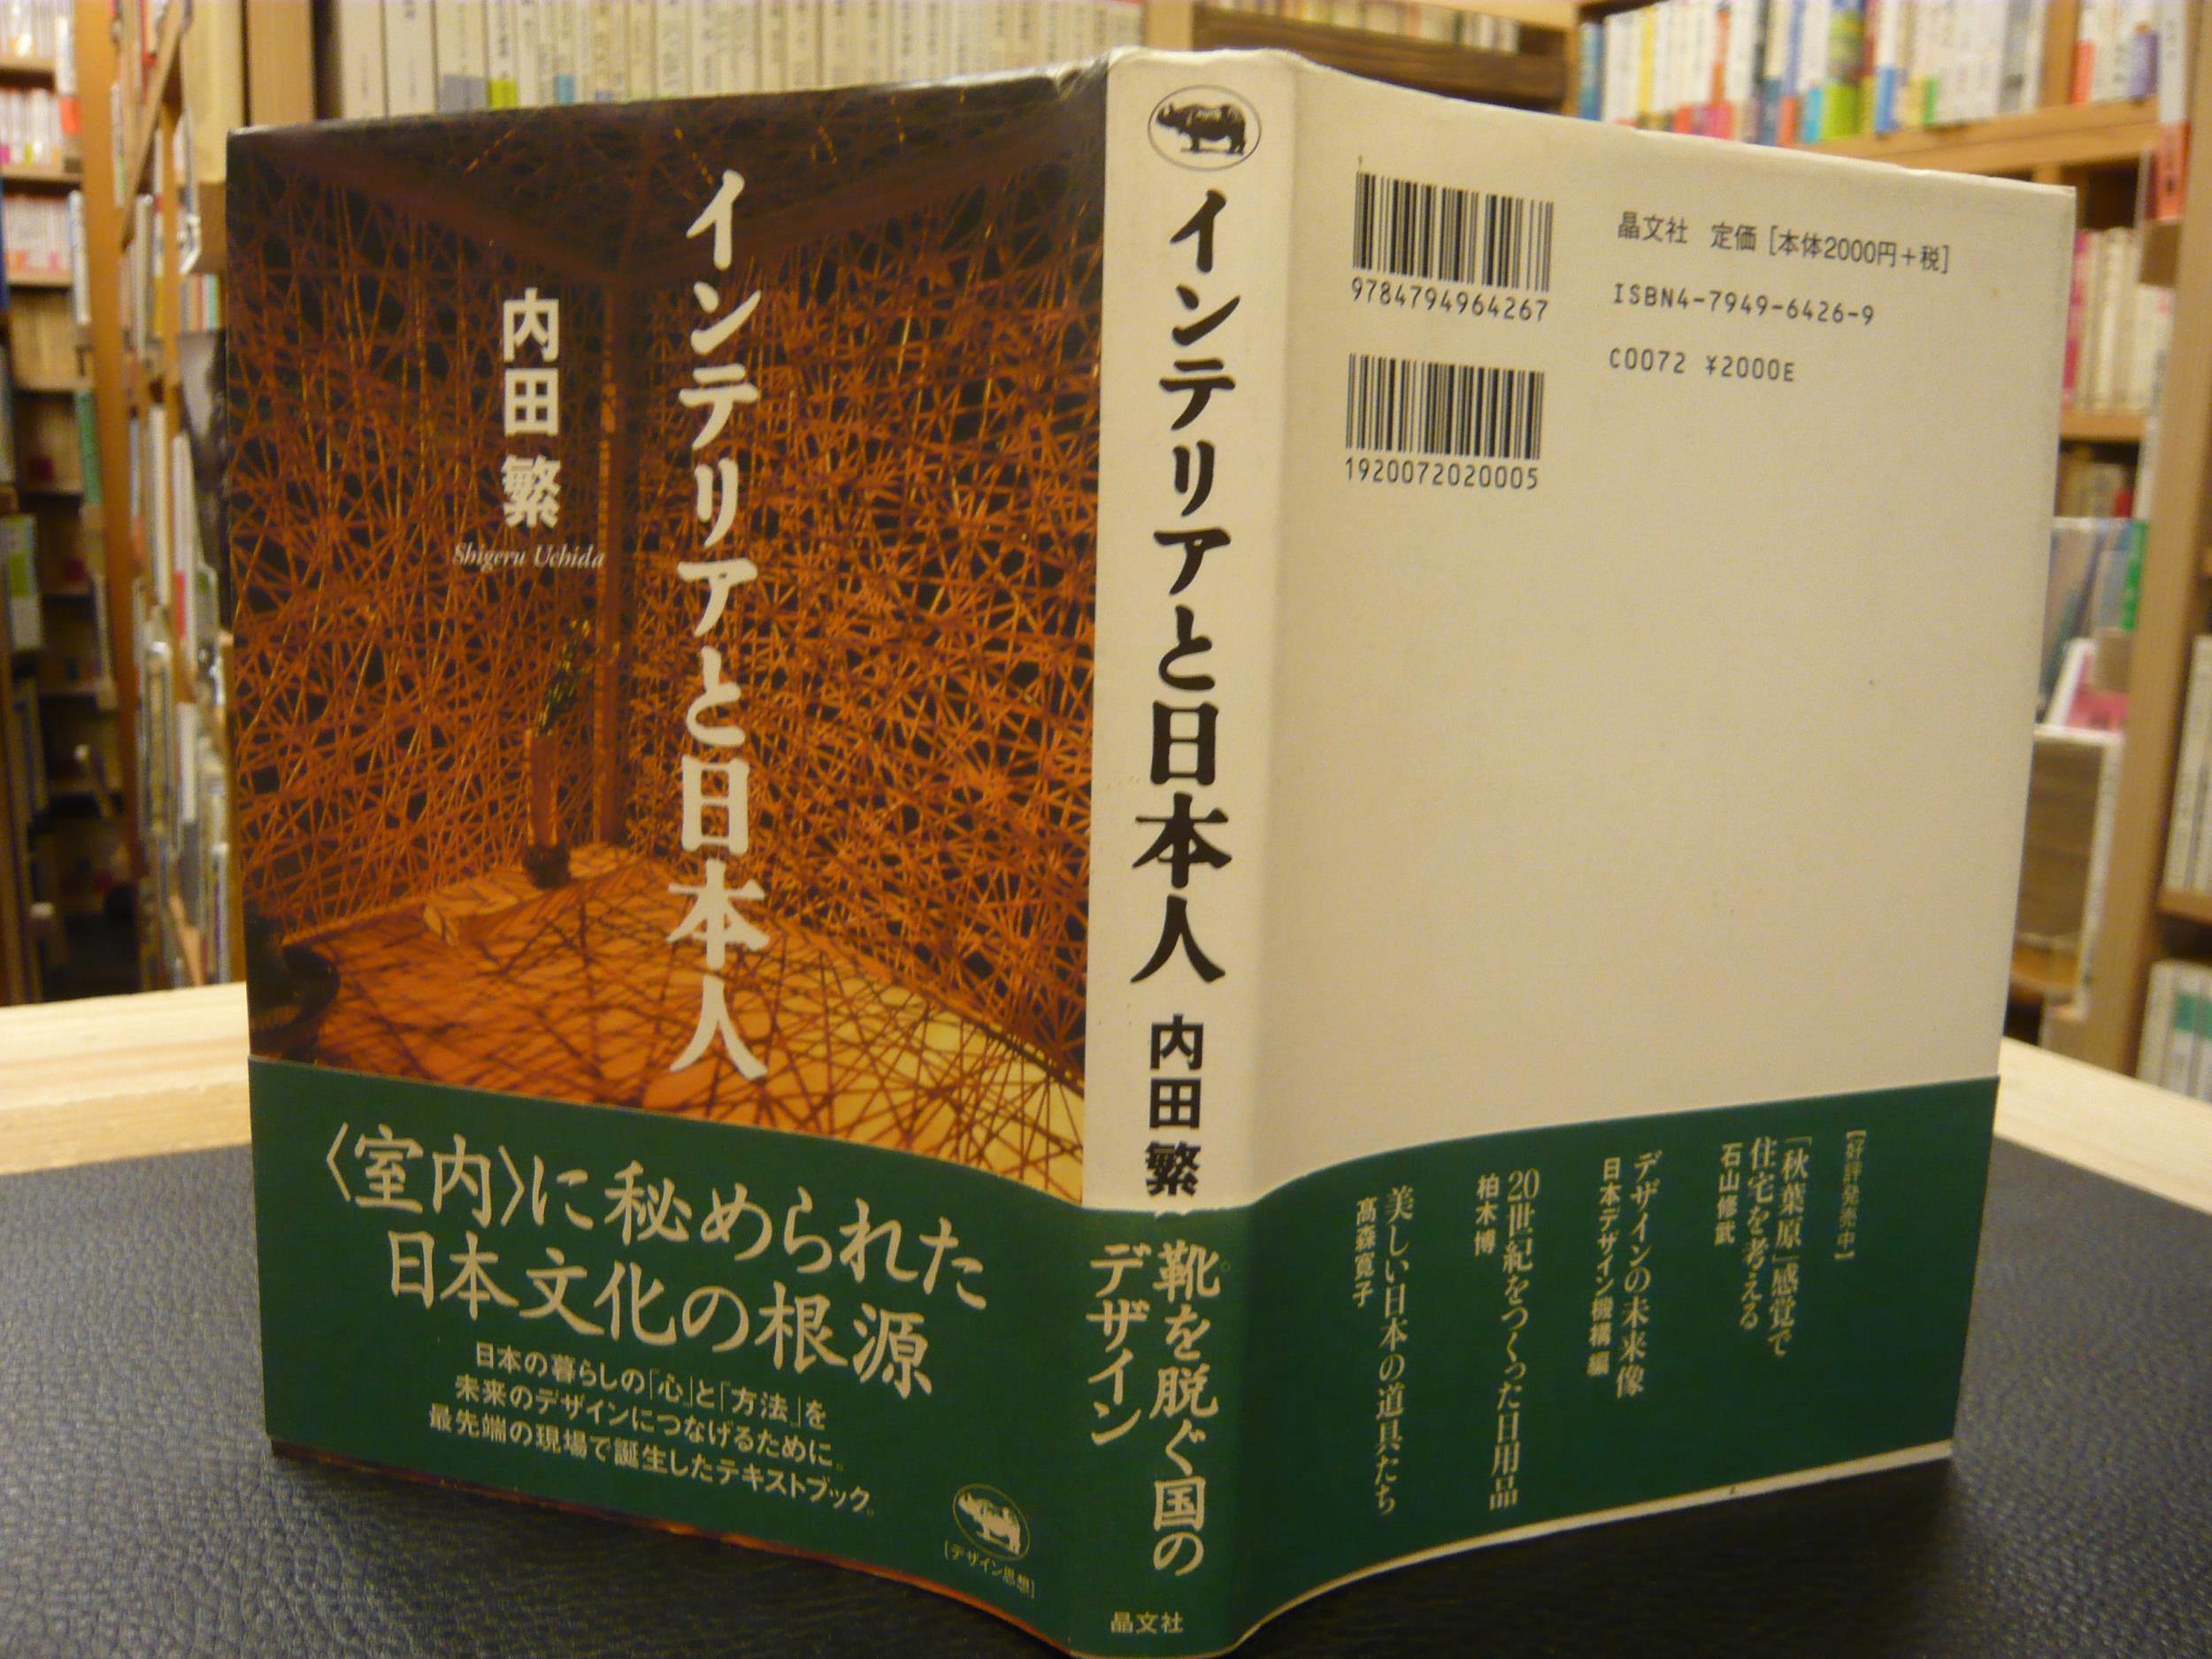 インテリアと日本人
内田 繁
Shigeru Uchida
〈室内〉に秘められた
日本文化の根源
日本の暮らしの「心」と「方法」を
未来のデザインにつなげるために。
最先端の現場で誕生したテキストブック。
[デザイン思想]
インテリアと日本人
内田 繁
靴を脱ぐ国の
デザイン
晶文社
9784794964267
1920072020005
晶文社 定価[本体2000円+税]
ISBN4-7949-6426-9
C0072 ¥2000E
【好評発売中】
「秋葉原」感覚で
住宅を考える
石山修武
デザインの未来像
日本デザイン機構 編
20世紀をつくった日用品
柏木博
美しい日本の道具たち
高森寛子